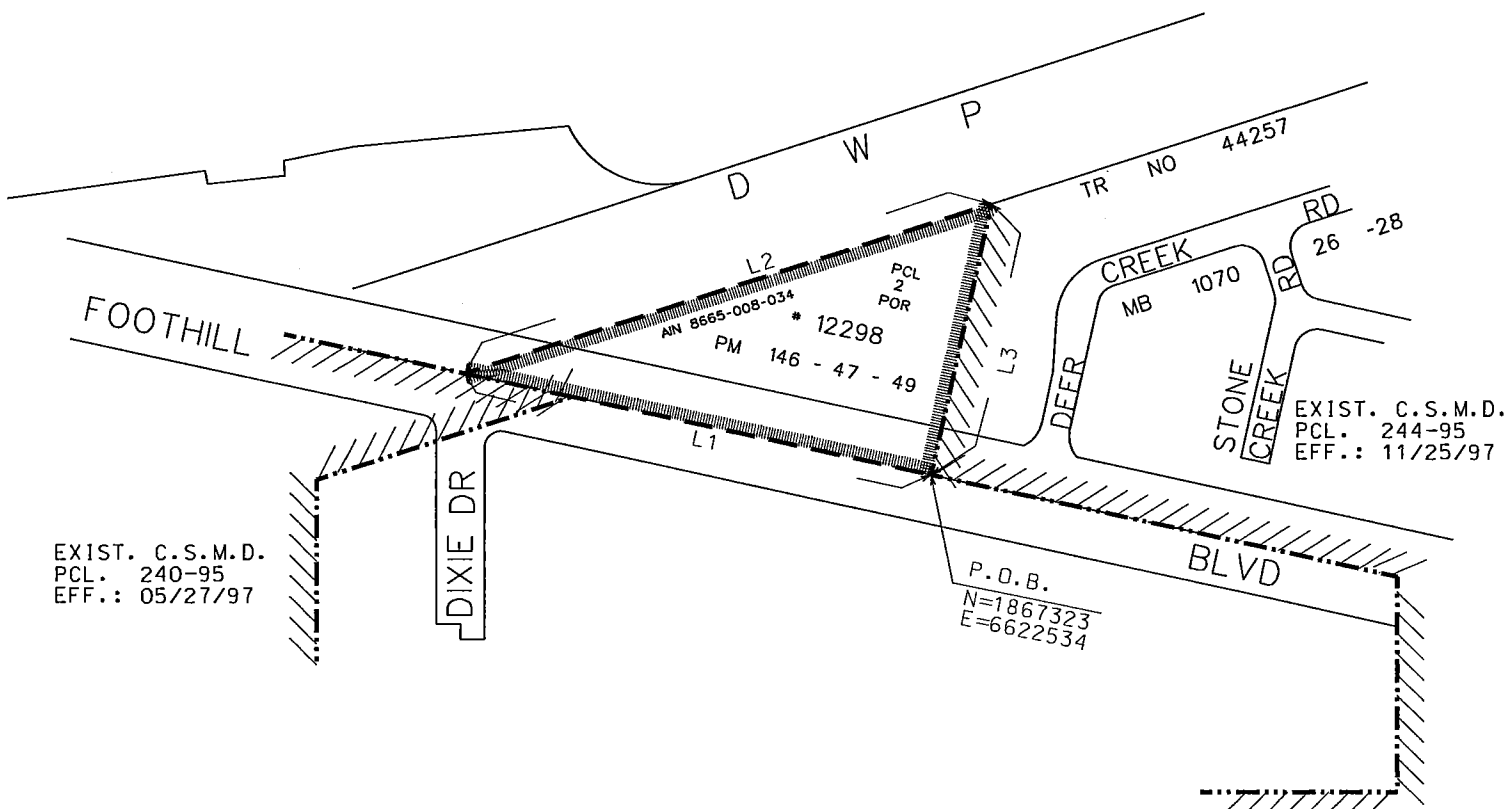 D W P
TR NO 44257
CREEK RD
26 -28
MB 1070
RD
DEER
STONE
CREEK
L2
PCL
2
POR
AIN 8665-008-034
* 12298
PM 146 - 47 - 49
L3
L1
FOOTHILL
BLVD
DIXIE DR
EXIST. C.S.M.D.
PCL. 244-95
EFF.: 11/25/97
EXIST. C.S.M.D.
PCL. 240-95
EFF.: 05/27/97
P.O.B.
N=1867323
E=6622534